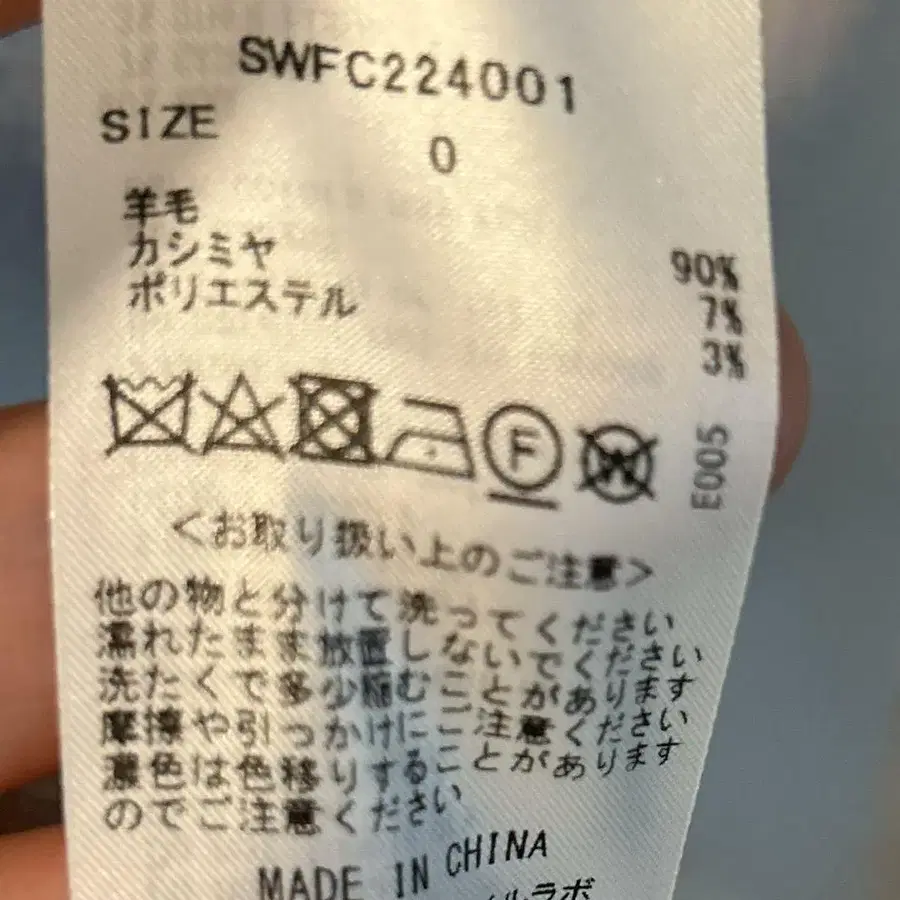 SWFC224001
SIZE 0
羊毛 90%
カシミヤ 7%
ポリエステル 3%
F W
E005
<お取り扱い上のご注意>
他の物と分けて洗ってください
濡れたまま放置しないでください
洗たくで多少縮むことがあります
摩擦や引っかけにご注意ください
濃色は色移りすることがあります
のでご注意ください
MADE IN CHINA
ルラボ